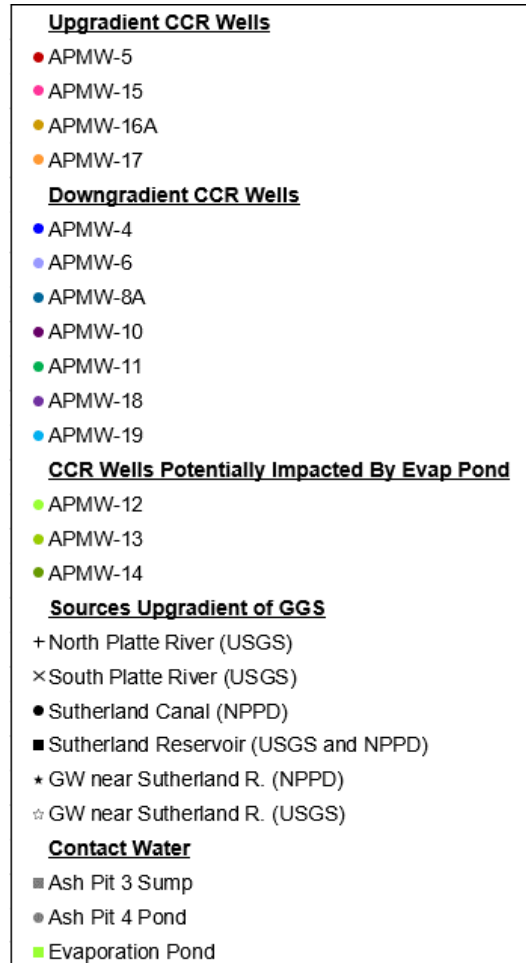 Upgradient CCR Wells
APMW-5
APMW-15
APMW-16A
APMW-17
Downgradient CCR Wells
APMW-4
APMW-6
APMW-8A
APMW-10
APMW-11
APMW-18
APMW-19
CCR Wells Potentially Impacted By Evap Pond
APMW-12
APMW-13
APMW-14
Sources Upgradient of GGS
North Platte River (USGS)
South Platte River (USGS)
Sutherland Canal (NPPD)
Sutherland Reservoir (USGS and NPPD)
GW near Sutherland R. (NPPD)
GW near Sutherland R. (USGS)
Contact Water
Ash Pit 3 Sump
Ash Pit 4 Pond
Evaporation Pond